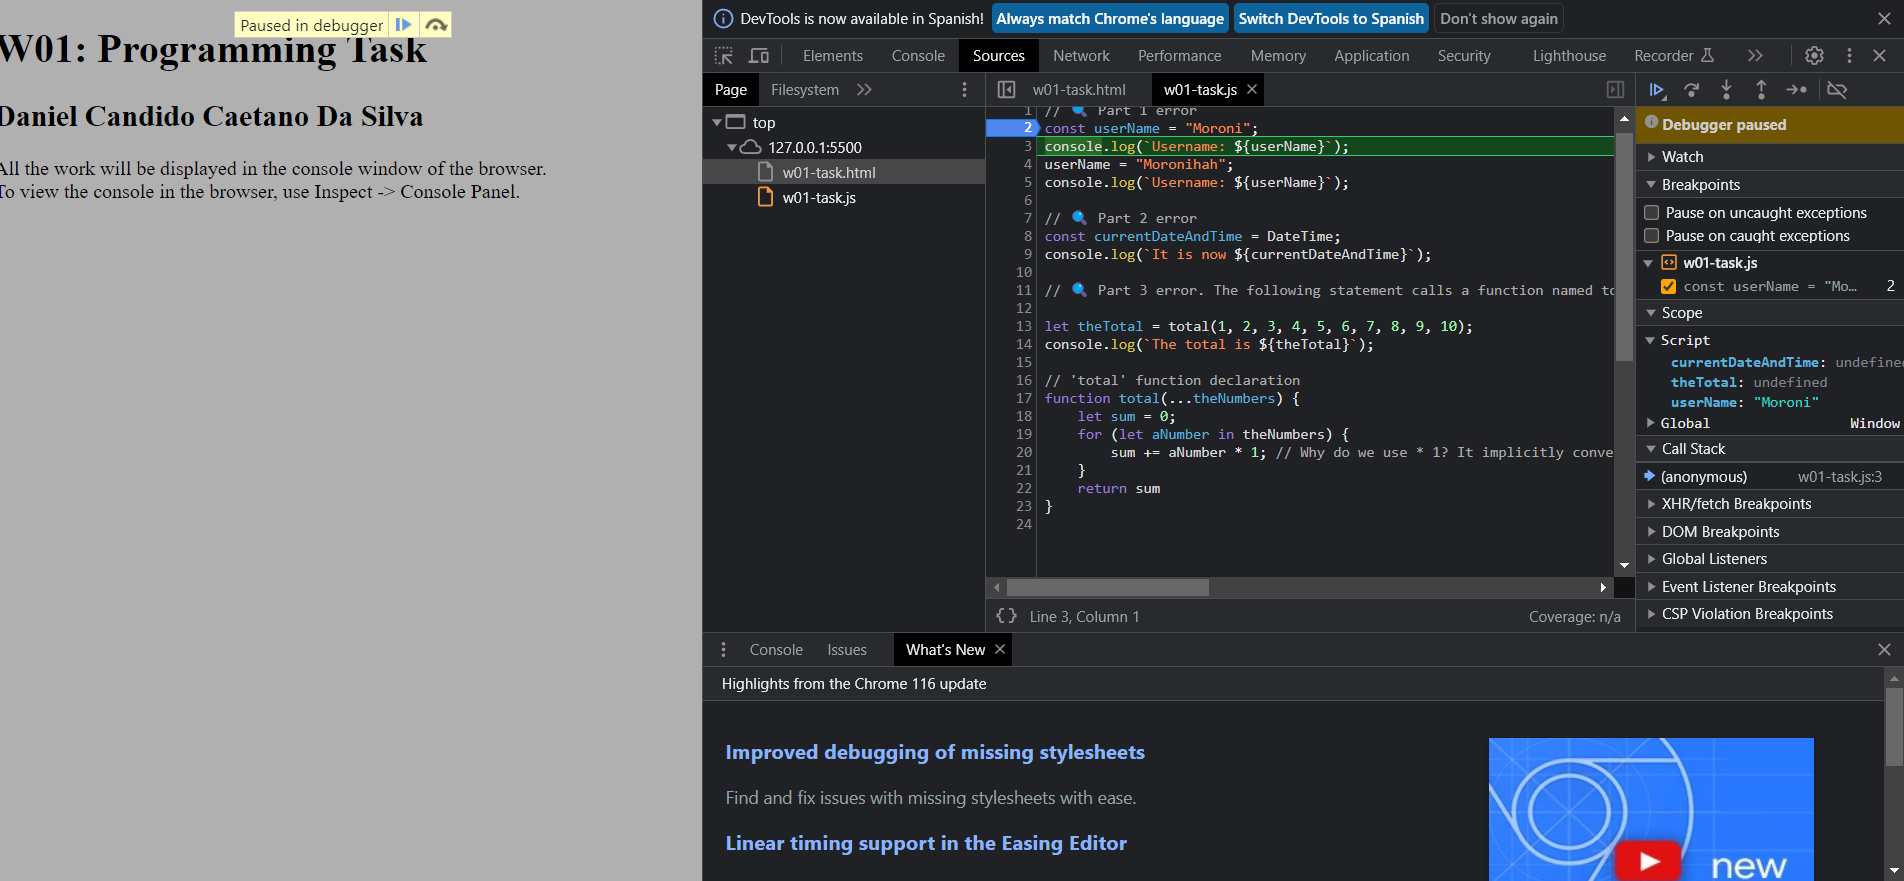 Paused in debugger
W01: Programming Task
Daniel Candido Caetano Da Silva
All the work will be displayed in the console window of the browser.
To view the console in the browser, use Inspect -> Console Panel.
DevTools is now available in Spanish! Always match Chrome's language Switch DevTools to Spanish Don't show again
Elements Console Sources Network Performance Memory Application Security Lighthouse Recorder
Page Filesystem
top
127.0.0.1:5500
w01-task.html
w01-task.js
w01-task.html w01-task.js
1 // 🔍 Part 1 error
2 const userName = "Moroni";
3 console.log(`Username: ${userName}`);
4 userName = "Moronihah";
5 console.log(`Username: ${userName}`);
6
7 // 🔍 Part 2 error
8 const currentDateAndTime = DateTime;
9 console.log(`It is now ${currentDateAndTime}`);
10
11 // 🔍 Part 3 error. The following statement calls a function named to
12
13 let theTotal = total(1, 2, 3, 4, 5, 6, 7, 8, 9, 10);
14 console.log(`The total is ${theTotal}`);
15
16 // 'total' function declaration
17 function total(...theNumbers) {
18 let sum = 0;
19 for (let aNumber in theNumbers) {
20 sum += aNumber * 1; // Why do we use * 1? It implicitly conve
21 }
22 return sum
23 }
24
{} Line 3, Column 1 Coverage: n/a
Debugger paused
Watch
Breakpoints
Pause on uncaught exceptions
Pause on caught exceptions
w01-task.js
const userName = "Mo… 2
Scope
Script
currentDateAndTime: undefined
theTotal: undefined
userName: "Moroni"
Global Window
Call Stack
(anonymous) w01-task.js:3
XHR/fetch Breakpoints
DOM Breakpoints
Global Listeners
Event Listener Breakpoints
CSP Violation Breakpoints
Console Issues What's New
Highlights from the Chrome 116 update
Improved debugging of missing stylesheets
Find and fix issues with missing stylesheets with ease.
Linear timing support in the Easing Editor
new